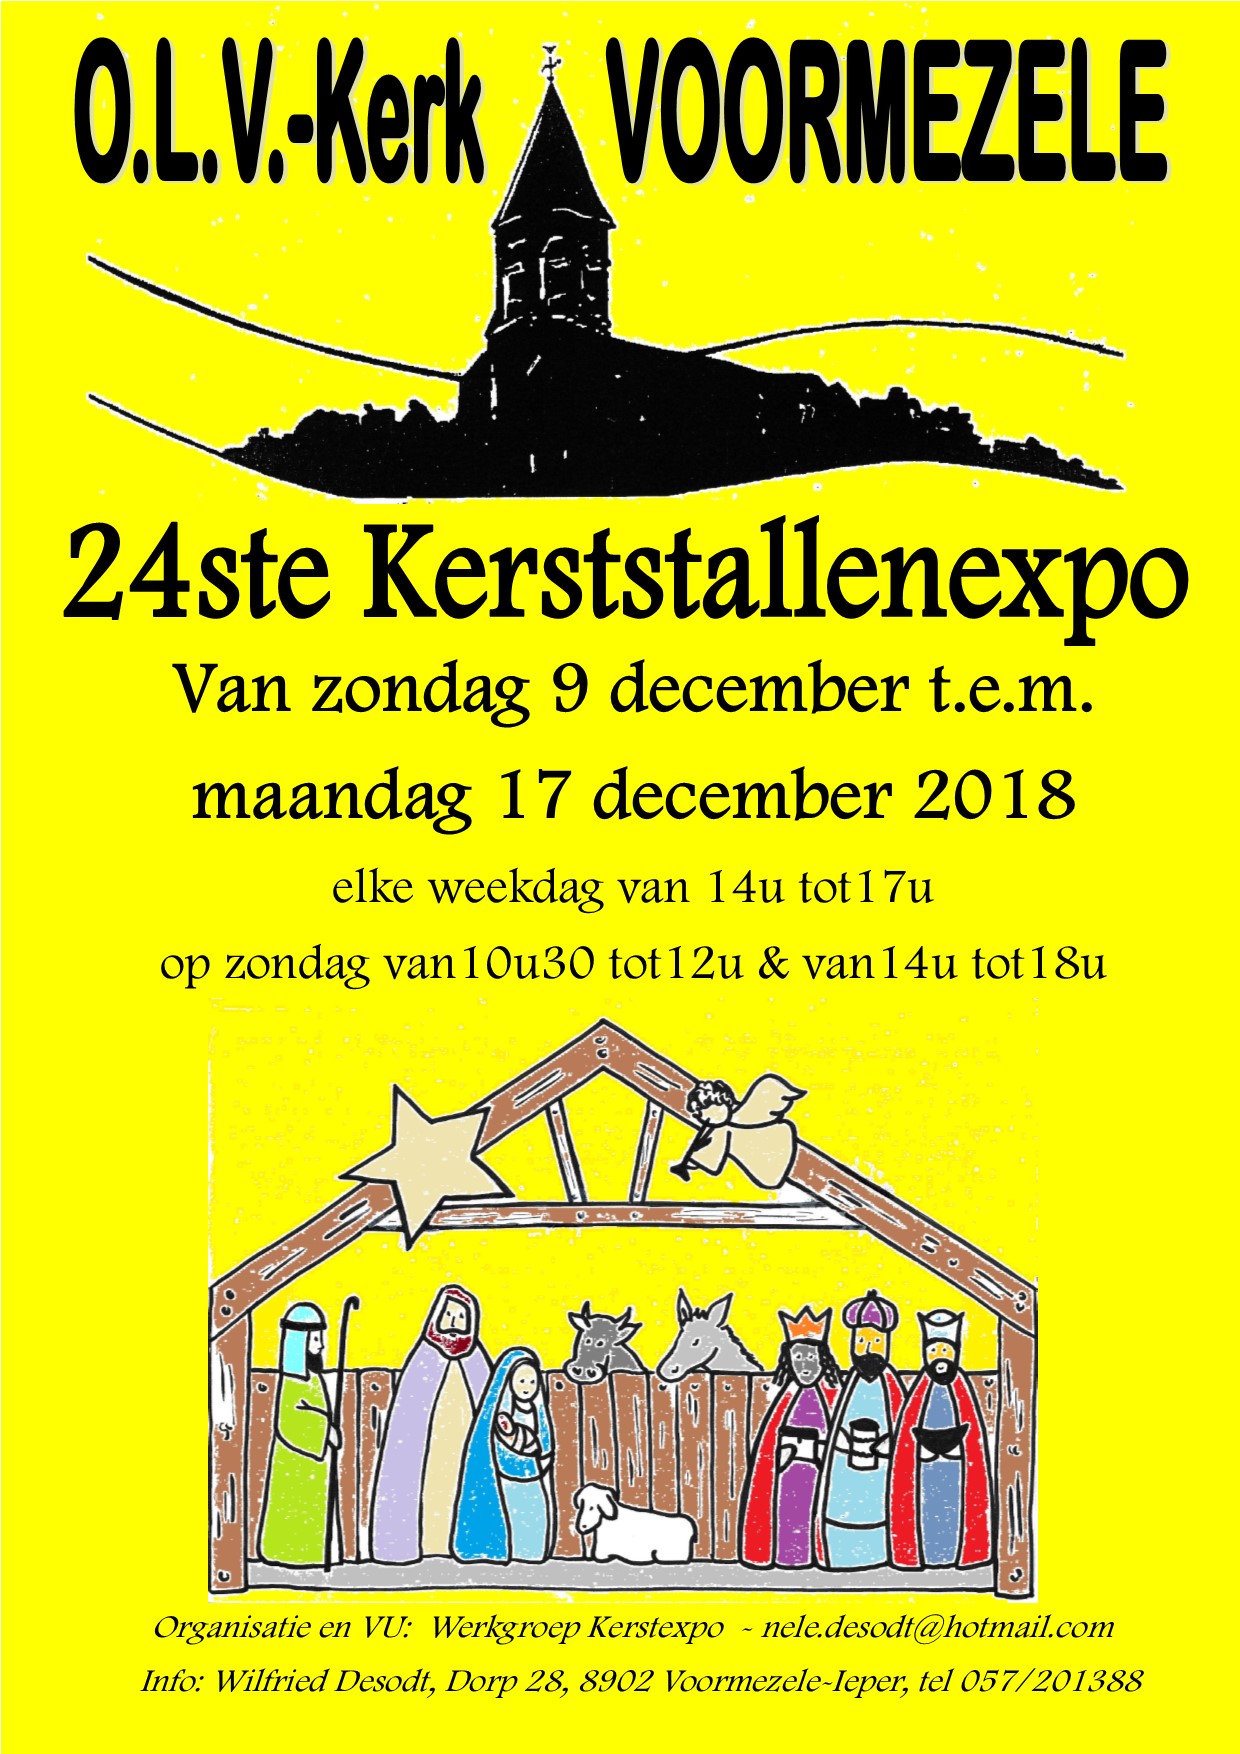 O.L.V.-Kerk VOORMEZELE
24ste Kerststallenexpo
Van zondag 9 december t.e.m.
maandag 17 december 2018
elke weekdag van 14u tot17u
op zondag van10u30 tot12u & van14u tot18u
Organisatie en VU: Werkgroep Kerstexpo - nele.desodt@hotmail.com
Info: Wilfried Desodt, Dorp 28, 8902 Voormezele-Ieper, tel 057/201388